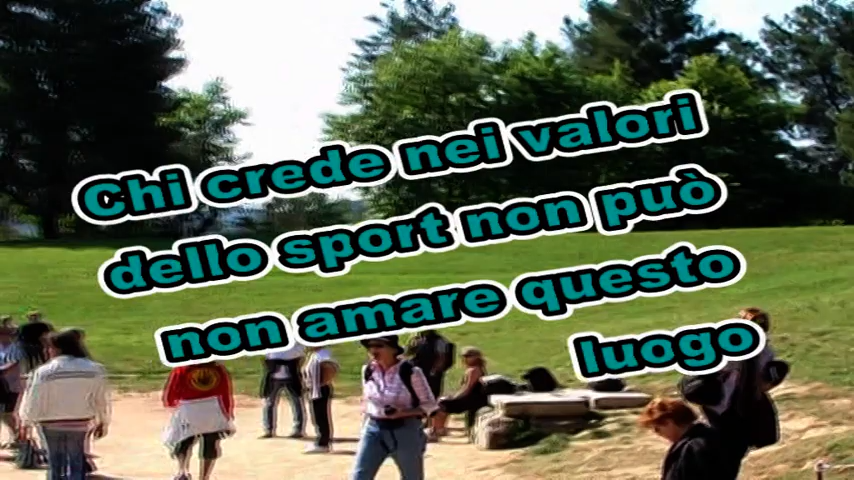 Chi crede nei valori
dello sport non può
non amare questo
luogo